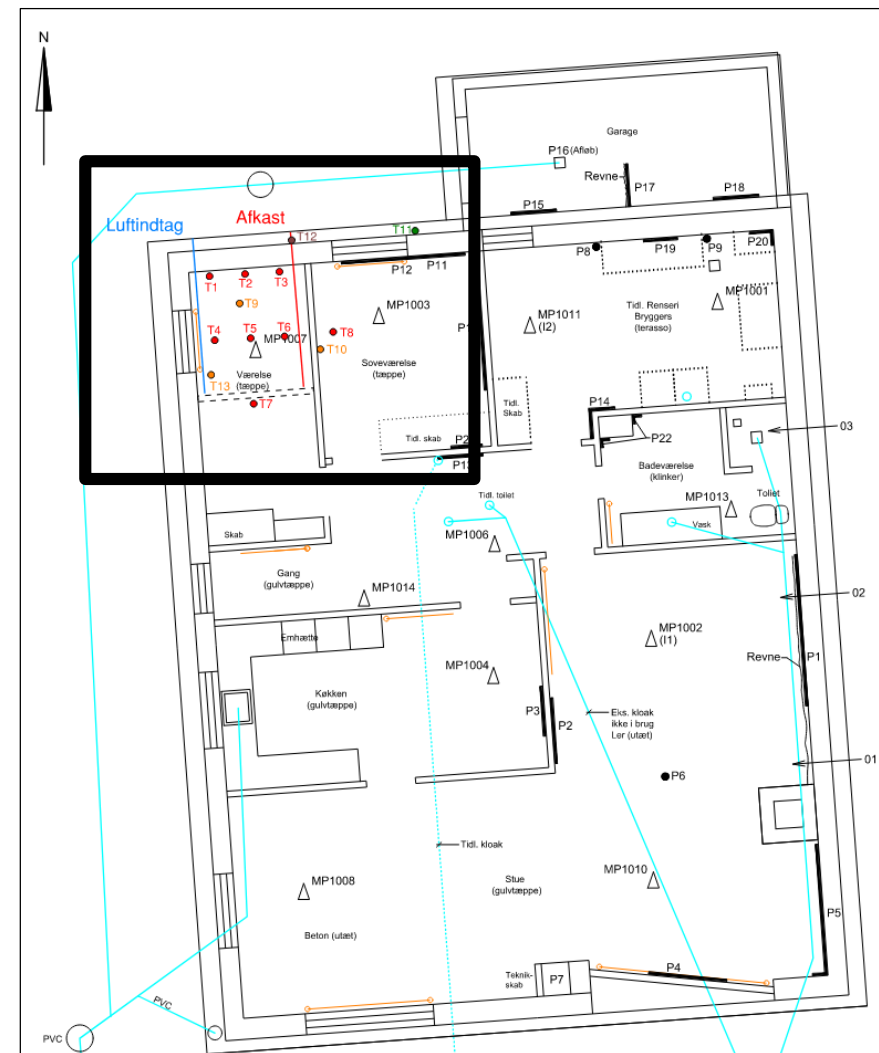 N
Garage
P16 (Afløb)
Revne
P17
P18
P15
Luftindtag
Afkast
T12
T11
P8
P19
P9
P20
T1
T2
T3
P12
P11
T9
MP1003
MP1011
(I2)
Tidl. Renseri
Bryggers
(terasso)
MP1001
T4
T5
T6
MP1007
T8
T10
Værelse
(tæppe)
Soveværelse
(tæppe)
T13
T7
Tidl.
Skab
P14
Tidl. skab
P22
03
Badeværelse
(klinker)
Tidl. toilet
MP1013
Toliet
Vask
Skab
MP1006
Gang
(gulvtæppe)
MP1014
02
Emhætte
MP1002
(I1)
Revne
P1
MP1004
Køkken
(gulvtæppe)
P3
P2
Eks. kloak
ikke i brug
Ler (utæt)
01
P6
Tidl. kloak
MP1008
Stue
(gulvtæppe)
MP1010
P5
Beton (utæt)
Teknik-
skab
P7
P4
PVC
PVC